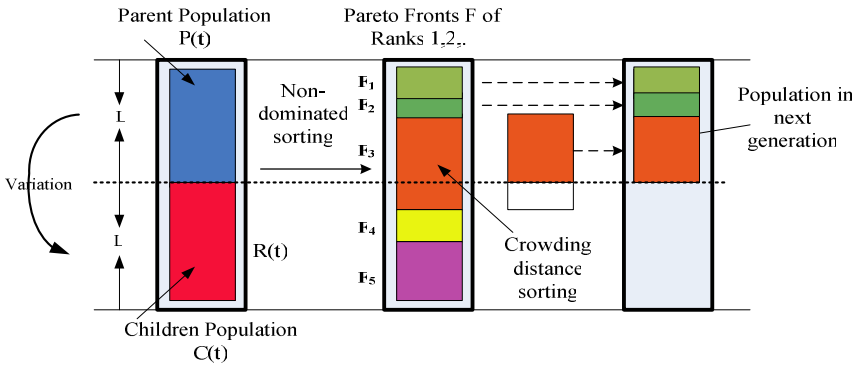 Parent Population
P(t)
Pareto Fronts F of
Ranks 1,2,..
Non-
dominated
sorting
F1
F2
F3
F4
F5
L
L
Variation
R(t)
Population in
next
generation
Crowding
distance
sorting
Children Population
C(t)